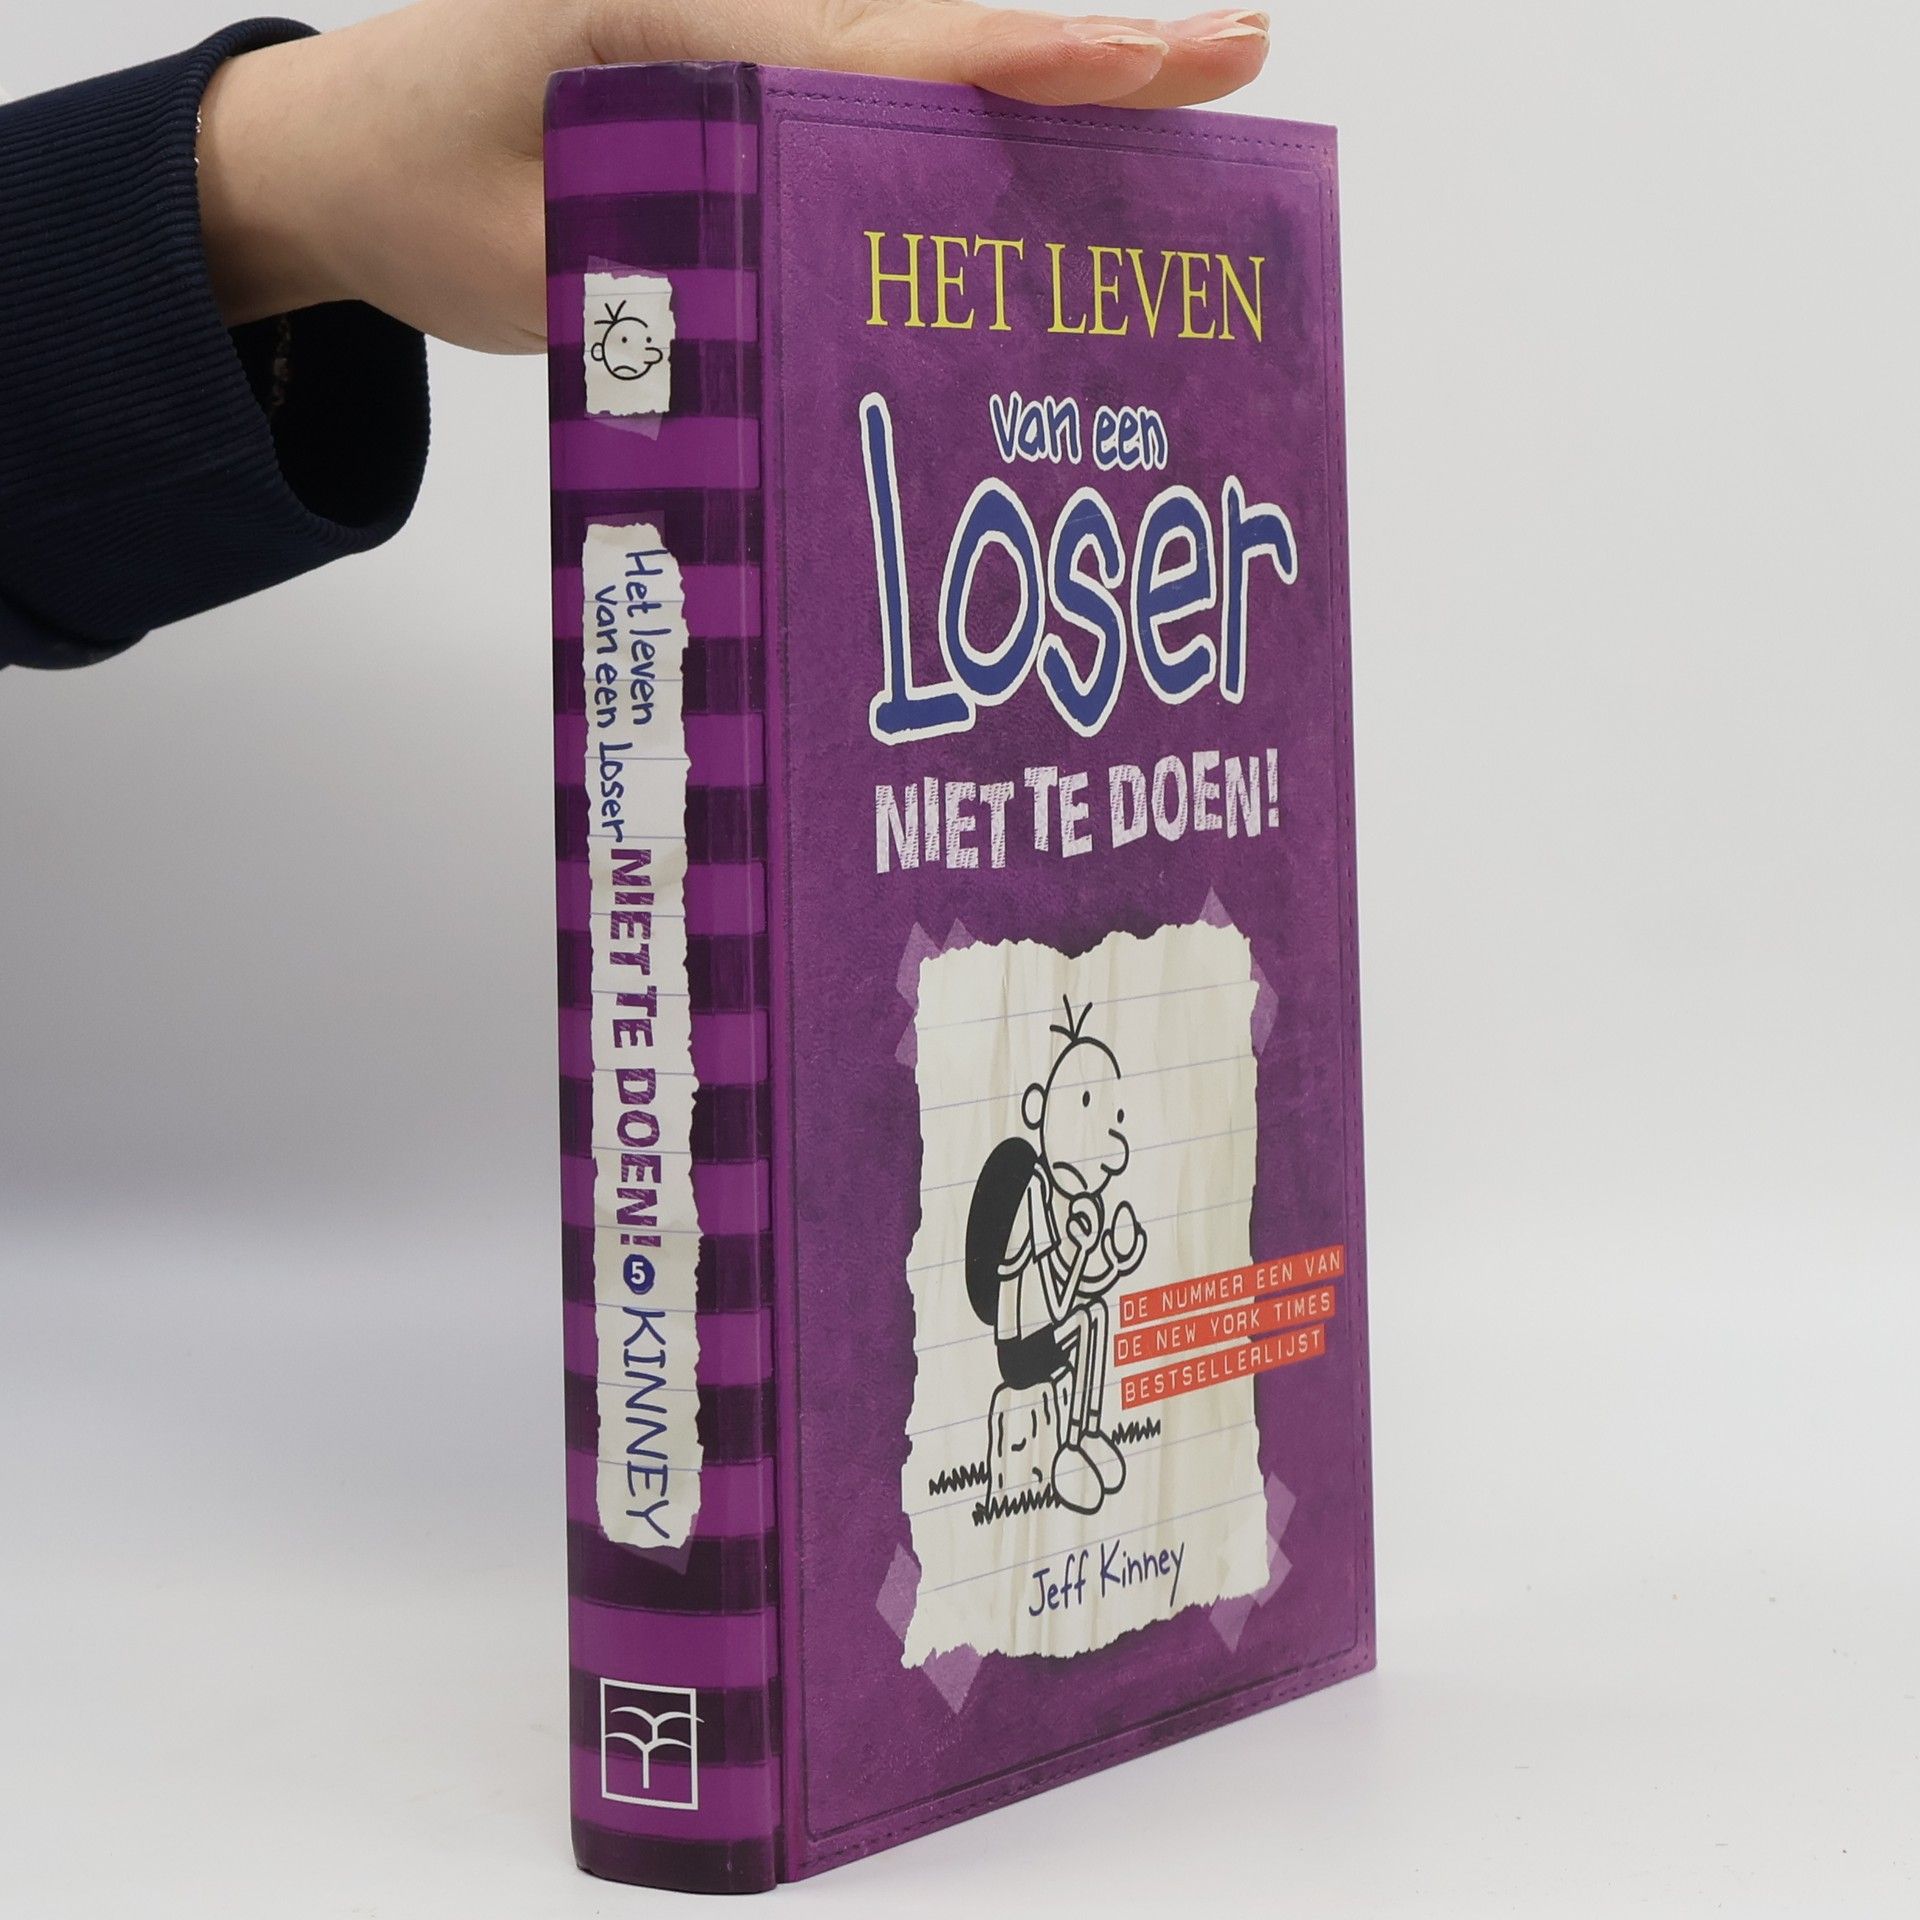 Het leven
van een Loser
NIET TE DOEN!
5
KINNEY
HET LEVEN
van een
Loser
NIET TE DOEN!
DE NUMMER EEN VAN
DE NEW YORK TIMES
BESTSELLERLIJST
Jeff Kinney